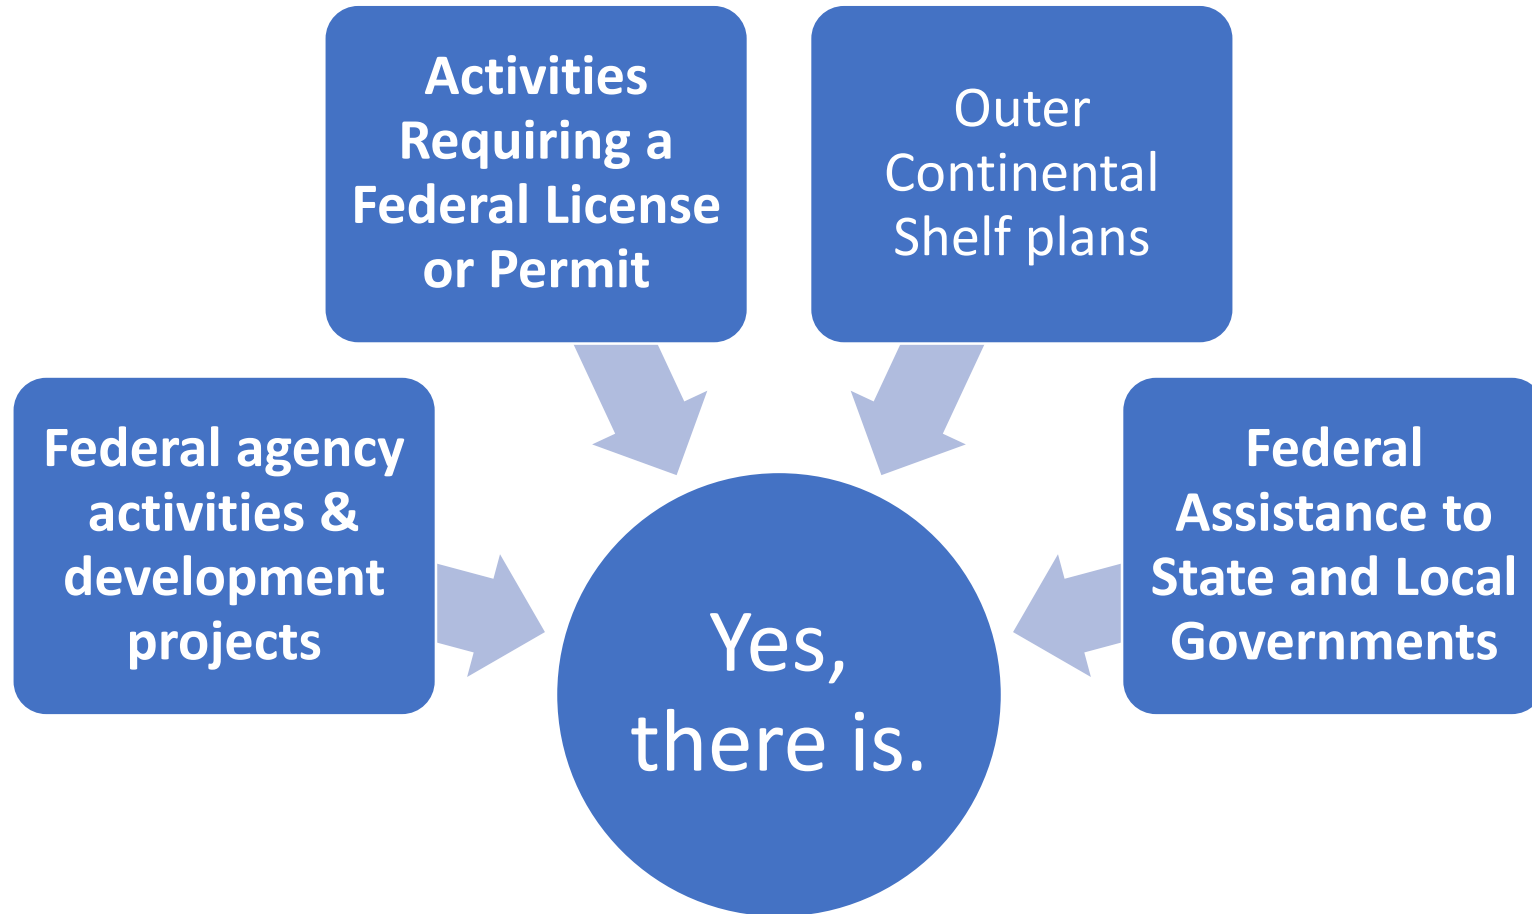 Activities
Requiring a
Federal License
or Permit
Outer
Continental
Shelf plans
Federal agency
activities &
development
projects
Federal
Assistance to
State and Local
Governments
Yes,
there is.